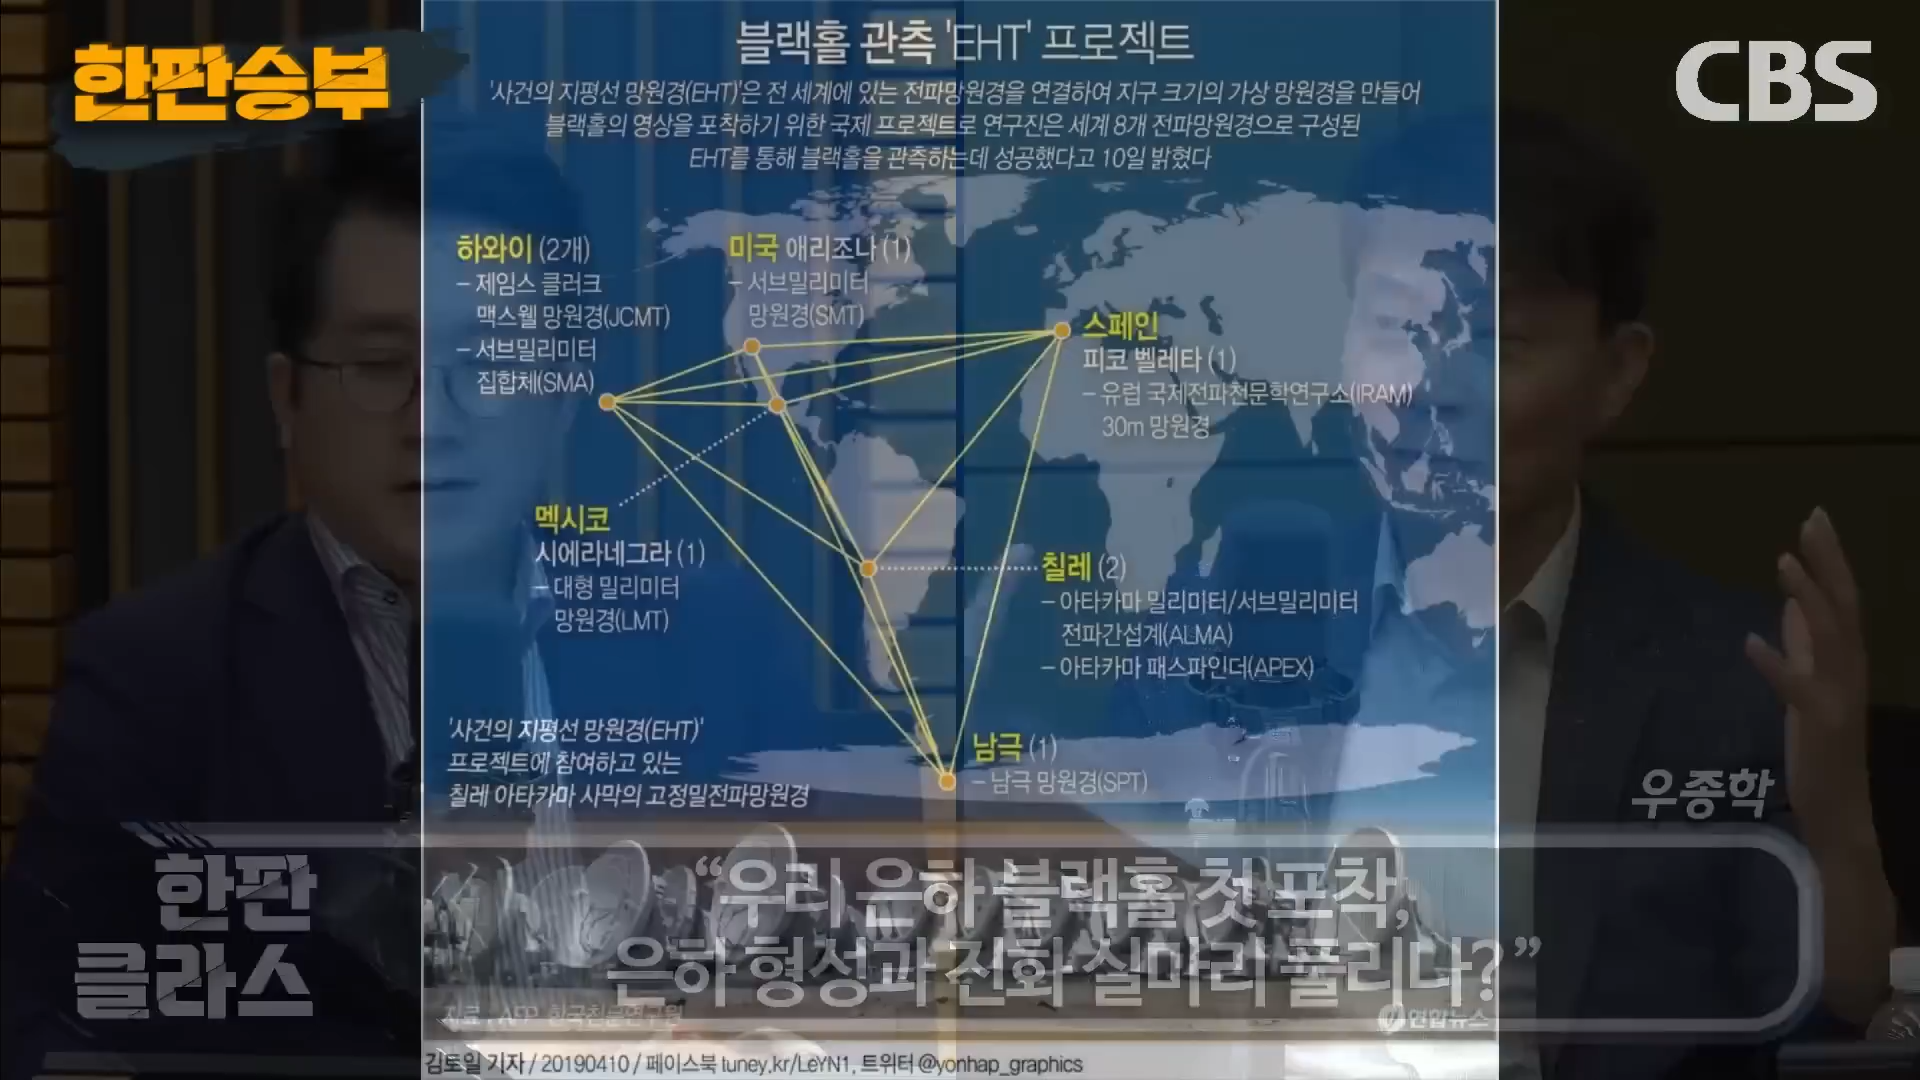 한판승부
CBS
블랙홀 관측 'EHT' 프로젝트
'사건의 지평선 망원경(EHT)'은 전 세계에 있는 전파망원경을 연결하여 지구 크기의 가상 망원경을 만들어
블랙홀의 영상을 포착하기 위한 국제 프로젝트로 연구진은 세계 8개 전파망원경으로 구성된
EHT를 통해 블랙홀을 관측하는데 성공했다고 10일 밝혔다
하와이 (2개)
– 제임스 클러크
맥스웰 망원경(JCMT)
– 서브밀리미터
집합체(SMA)
미국 애리조나 (1)
– 서브밀리미터
망원경(SMT)
스페인
피코 벨레타 (1)
– 유럽 국제전파천문학연구소(IRAM)
30m 망원경
멕시코
시에라네그라 (1)
– 대형 밀리미터
망원경(LMT)
칠레 (2)
– 아타카마 밀리미터/서브밀리미터
전파간섭계(ALMA)
– 아타카마 패스파인더(APEX)
남극 (1)
– 남극 망원경(SPT)
'사건의 지평선 망원경(EHT)'
프로젝트에 참여하고 있는
칠레 아타카마 사막의 고정밀전파망원경
우종학
한판
클라스
“우리 은하 블랙홀 첫 포착,
은하 형성과 진화 실마리 풀리나?”
자료 : AFP, 한국천문연구원
연합뉴스
김토일 기자 / 20190410 / 페이스북 tuney.kr/LeYN1, 트위터 @yonhap_graphics